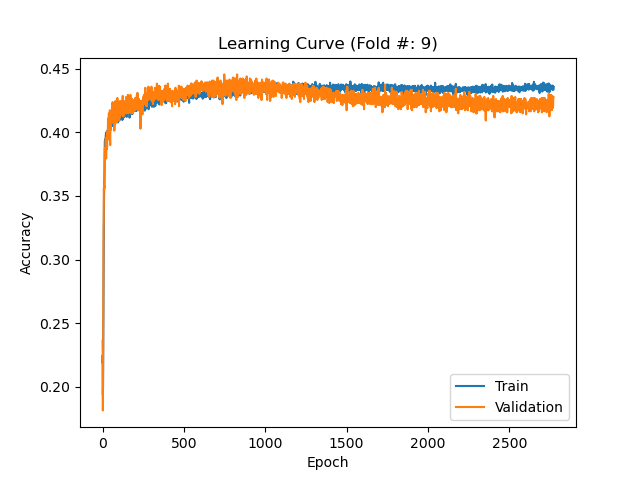 Learning Curve (Fold #: 9)
0.45
0.40
0.35
0.30
0.25
0.20
Accuracy
0 500 1000 1500 2000 2500
Epoch
Train
Validation